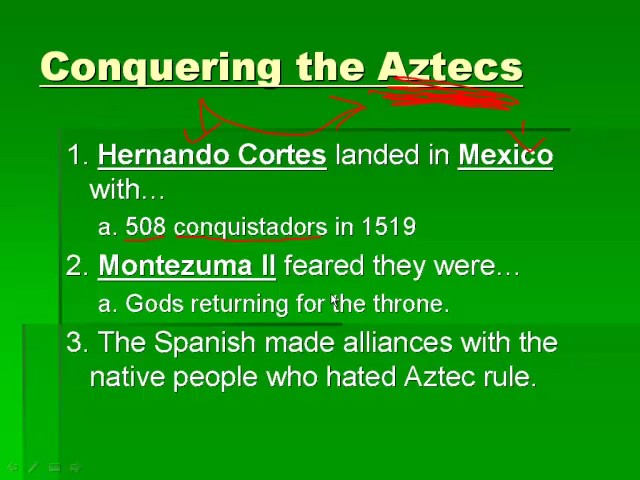 Conquering the Aztecs
1. Hernando Cortes landed in Mexico
with…
a. 508 conquistadors in 1519
2. Montezuma II feared they were…
a. Gods returning for the throne.
3. The Spanish made alliances with the
native people who hated Aztec rule.